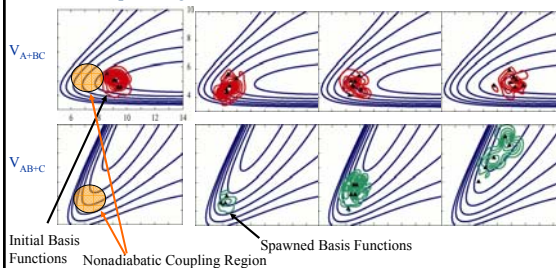 10
8
6
4
V_A+BC
6 8 10 14
V_AB+C
Initial Basis
Functions
Spawned Basis Functions
Nonadiabatic Coupling Region